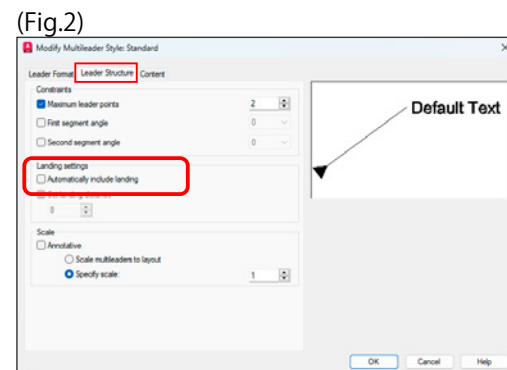 (Fig.2)
Modify Multileader Style: Standard
Leader Format Leader Structure Content
Constraints
Maximum leader points 2
First segment angle 0
Second segment angle 0
Landing settings
Automatically include landing
0
Scale
Annotative
Scale multileaders to layout
Specify scale: 1
Default Text
OK Cancel Help